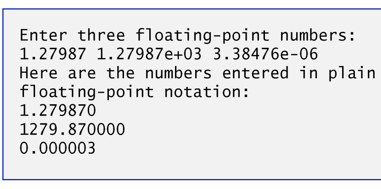 Enter three floating-point numbers:
1.27987 1.27987e+03 3.38476e-06
Here are the numbers entered in plain
floating-point notation:
1.279870
1279.870000
0.000003